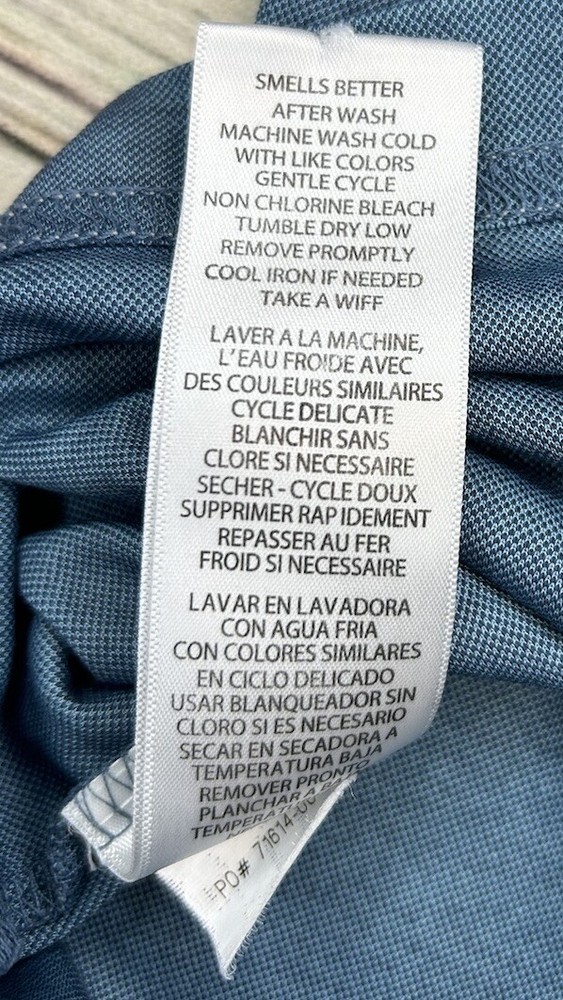 SMELLS BETTER
AFTER WASH
MACHINE WASH COLD
WITH LIKE COLORS
GENTLE CYCLE
NON CHLORINE BLEACH
TUMBLE DRY LOW
REMOVE PROMPTLY
COOL IRON IF NEEDED
TAKE A WIFF
LAVER A LA MACHINE,
L'EAU FROIDE AVEC
DES COULEURS SIMILAIRES
CYCLE DELICATE
BLANCHIR SANS
CLORE SI NECESSAIRE
SECHER - CYCLE DOUX
SUPPRIMER RAP IDEMENT
REPASSER AU FER
FROID SI NECESSAIRE
LAVAR EN LAVADORA
CON AGUA FRIA
CON COLORES SIMILARES
EN CICLO DELICADO
USAR BLANQUEADOR SIN
CLORO SI ES NECESARIO
SECAR EN SECADORA A
TEMPERATURA BAJA
REMOVER PRONTO
PLANCHAR A
PO# 71614